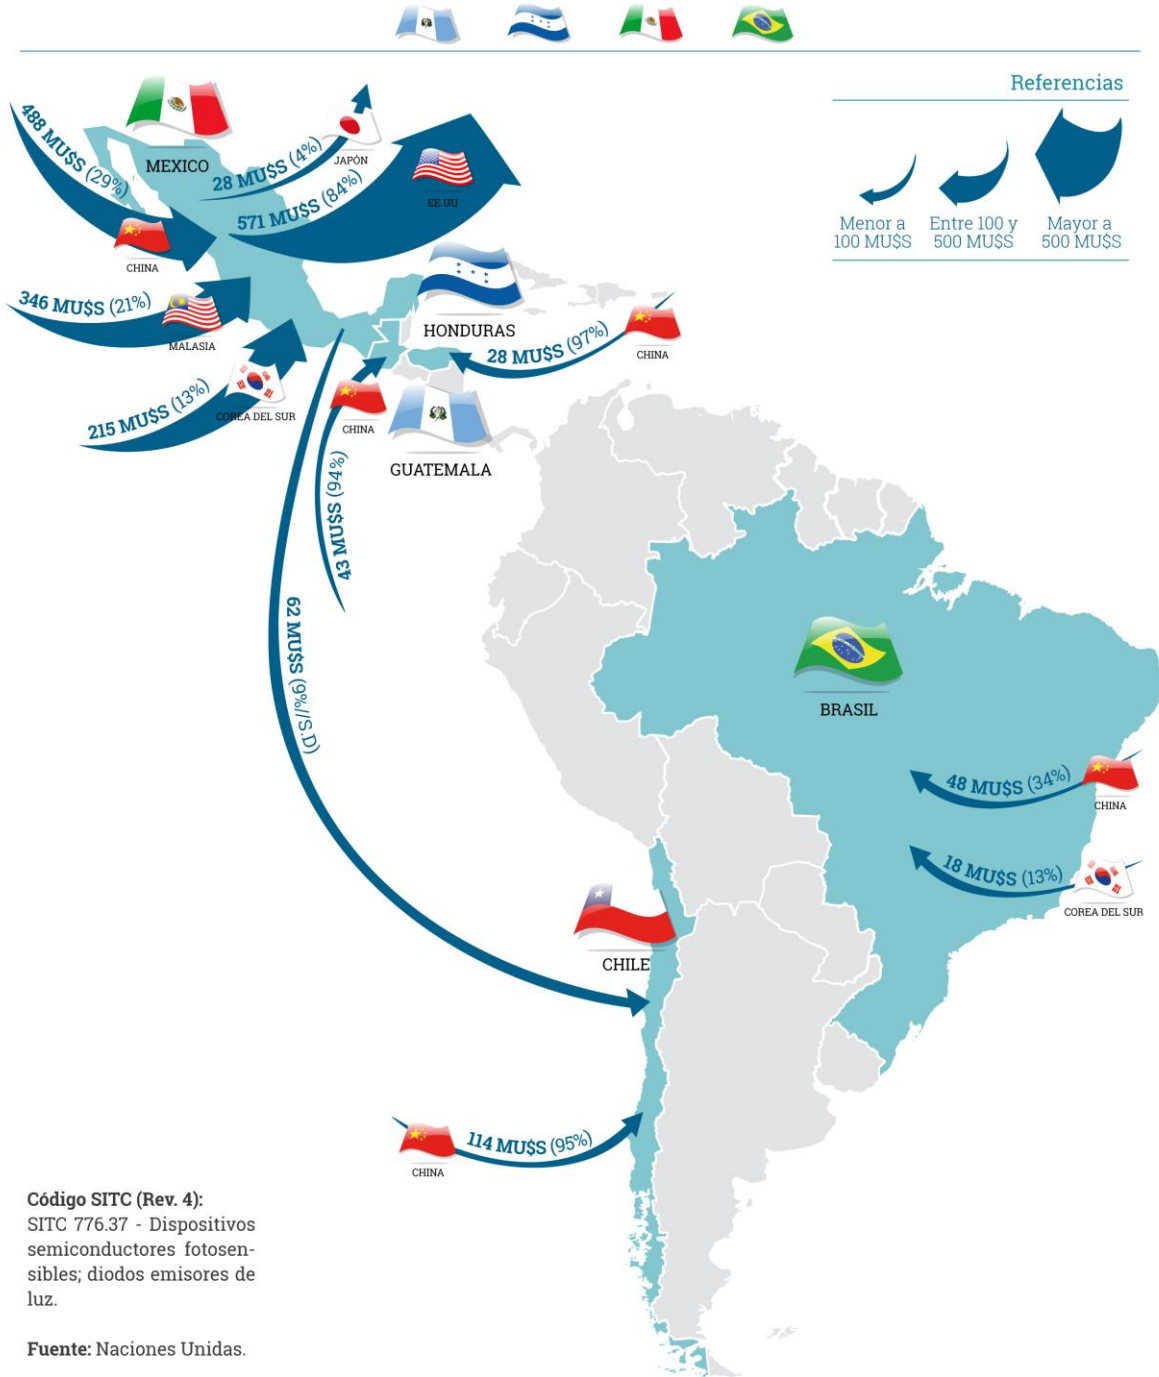 Referencias
Menor a
100 MU$S
Entre 100 y
500 MU$S
Mayor a
500 MU$S
MEXICO
488 MU$S (29%)
CHINA
28 MU$S (4%)
JAPÓN
571 MU$S (84%)
EE.UU
346 MU$S (21%)
MALASIA
215 MU$S (13%)
COREA DEL SUR
HONDURAS
28 MU$S (97%)
CHINA
CHINA
43 MU$S (94%)
GUATEMALA
62 MU$S (9%//S.D)
BRASIL
48 MU$S (34%)
CHINA
18 MU$S (13%)
COREA DEL SUR
CHILE
114 MU$S (95%)
CHINA
Código SITC (Rev. 4):
SITC 776.37 - Dispositivos
semiconductores fotosen-
sibles; diodos emisores de
luz.
Fuente: Naciones Unidas.